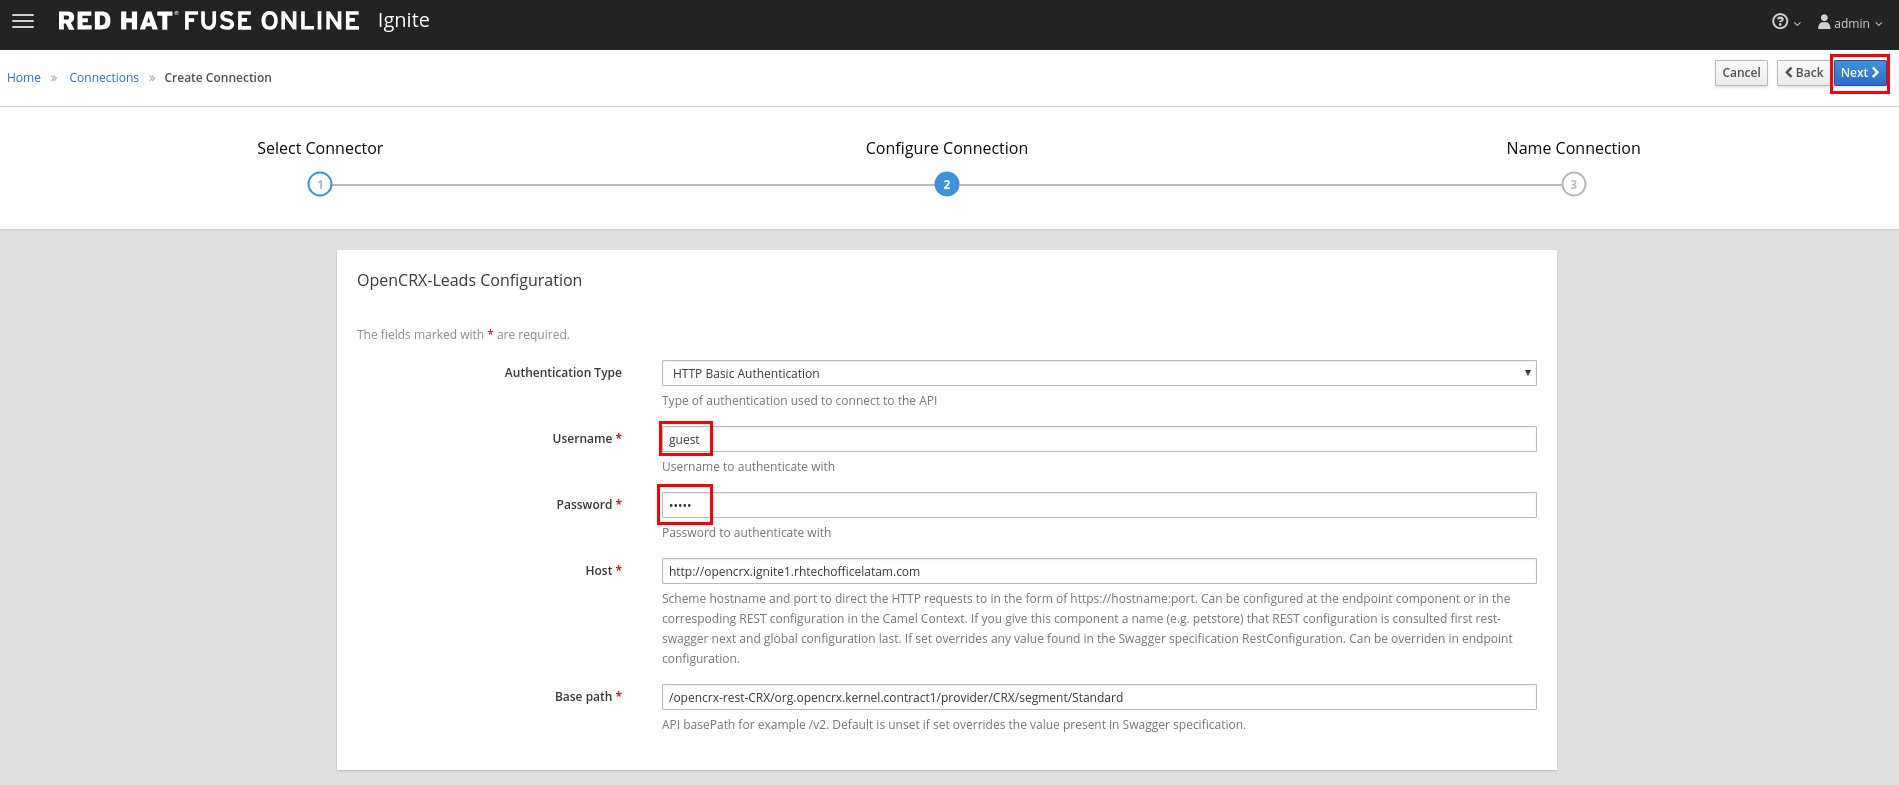 RED HAT® FUSE ONLINE Ignite
? admin
Home » Connections » Create Connection
Cancel Back Next
Select Connector Configure Connection Name Connection
1 2 3
OpenCRX-Leads Configuration
The fields marked with * are required.
Authentication Type HTTP Basic Authentication
Type of authentication used to connect to the API
Username * guest
Username to authenticate with
Password * •••••
Password to authenticate with
Host * http://opencrx.ignite1.rhtechofficelatam.com
Scheme hostname and port to direct the HTTP requests to in the form of https://hostname:port. Can be configured at the endpoint component or in the
correspoding REST configuration in the Camel Context. If you give this component a name (e.g. petstore) that REST configuration is consulted first rest-
swagger next and global configuration last. If set overrides any value found in the Swagger specification RestConfiguration. Can be overriden in endpoint
configuration.
Base path * /opencrx-rest-CRX/org.opencrx.kernel.contract1/provider/CRX/segment/Standard
API basePath for example /v2. Default is unset if set overrides the value present in Swagger specification.